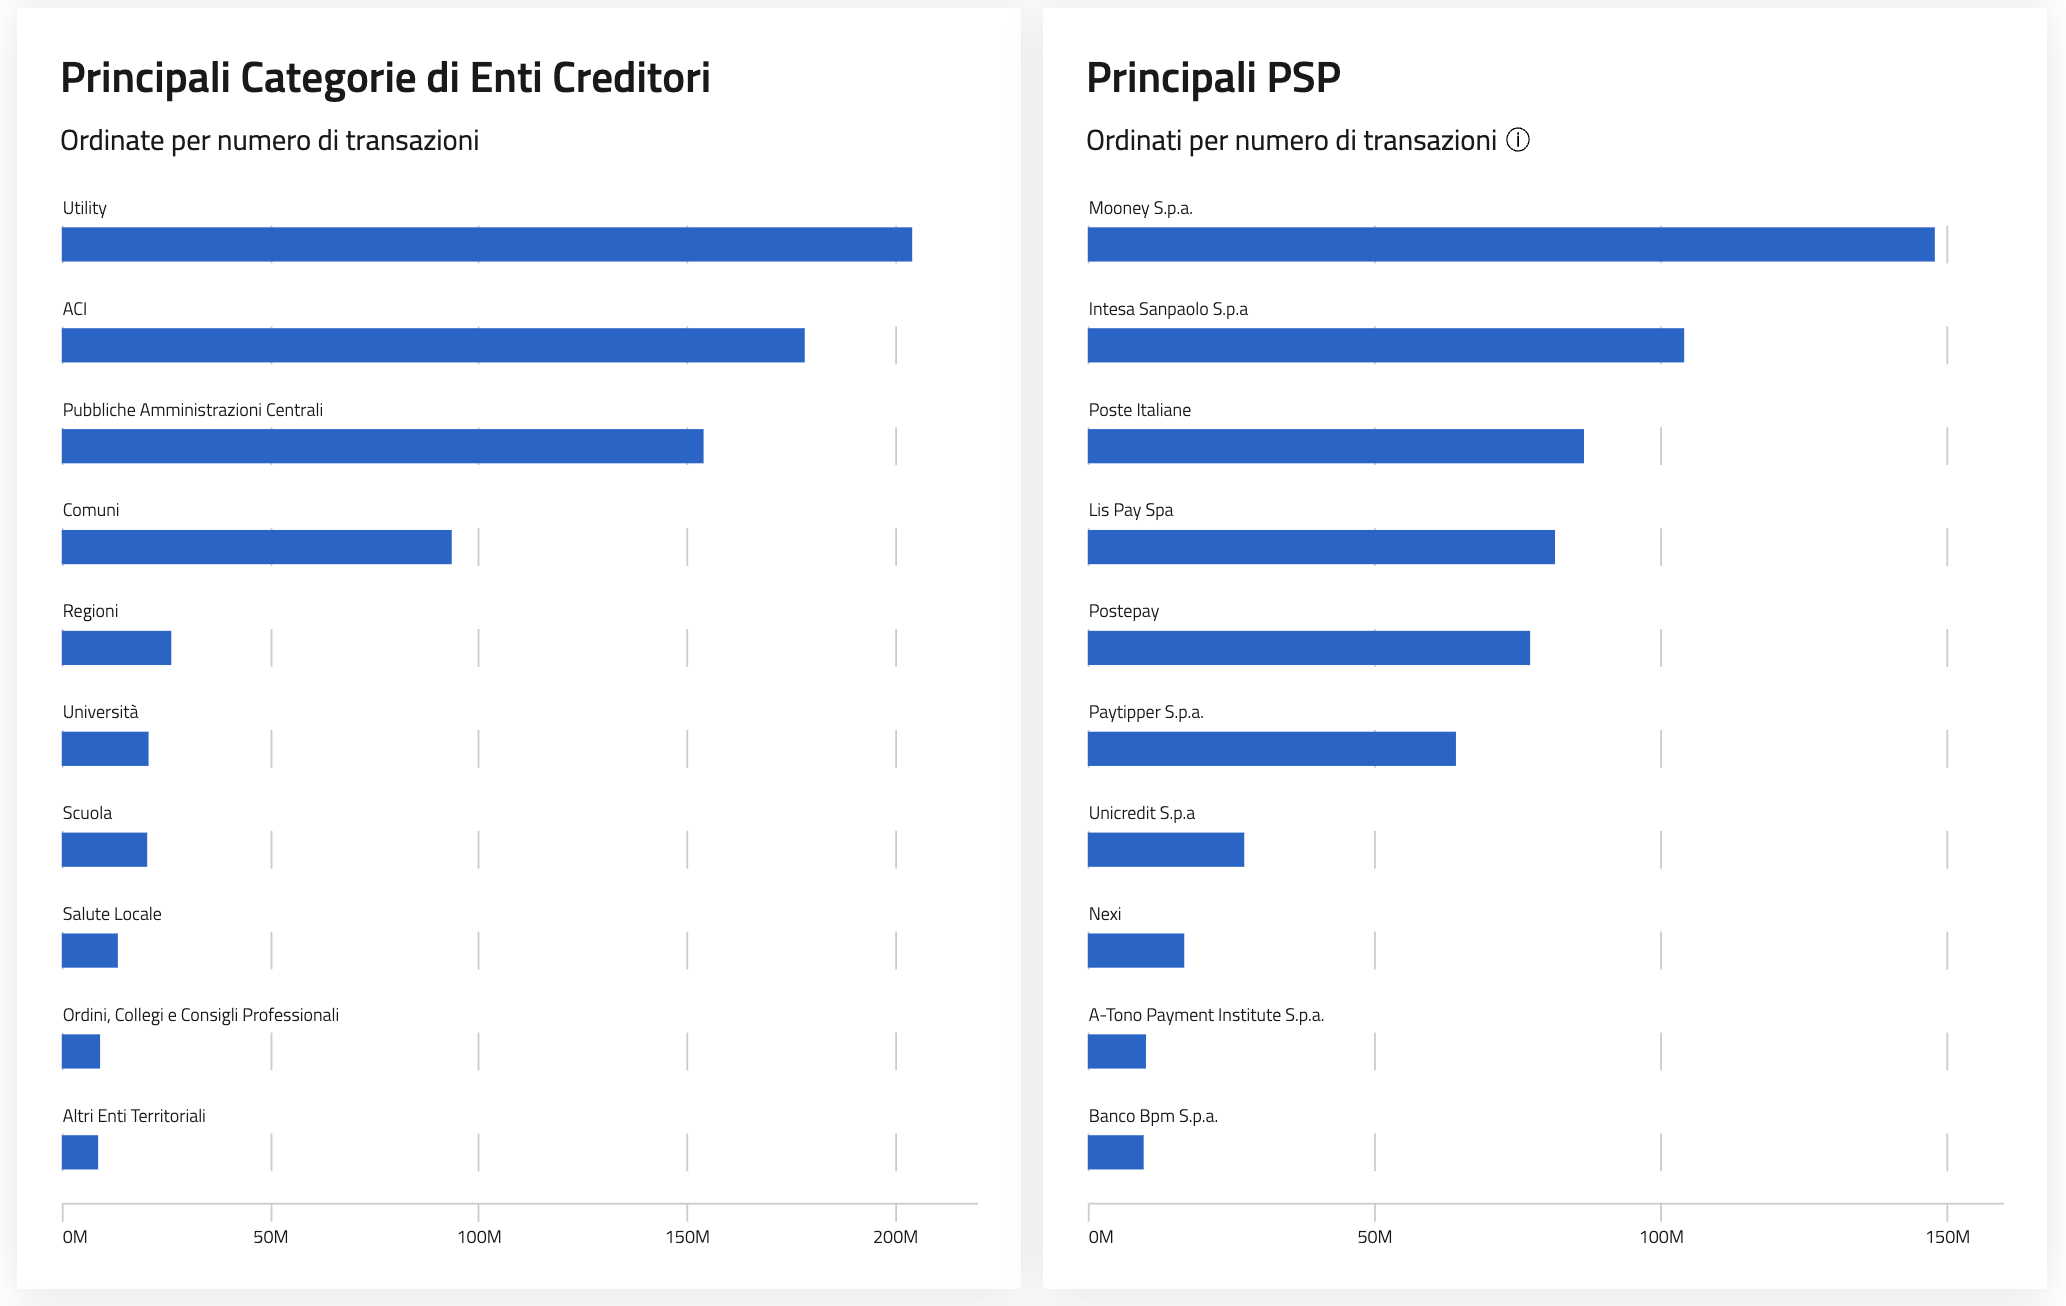 Principali Categorie di Enti Creditori
Ordinate per numero di transazioni
Utility
ACI
Pubbliche Amministrazioni Centrali
Comuni
Regioni
Università
Scuola
Salute Locale
Ordini, Collegi e Consigli Professionali
Altri Enti Territoriali
0M 50M 100M 150M 200M
Principali PSP
Ordinati per numero di transazioni ⓘ
Mooney S.p.a.
Intesa Sanpaolo S.p.a
Poste Italiane
Lis Pay Spa
Postepay
Paytipper S.p.a.
Unicredit S.p.a
Nexi
A-Tono Payment Institute S.p.a.
Banco Bpm S.p.a.
0M 50M 100M 150M